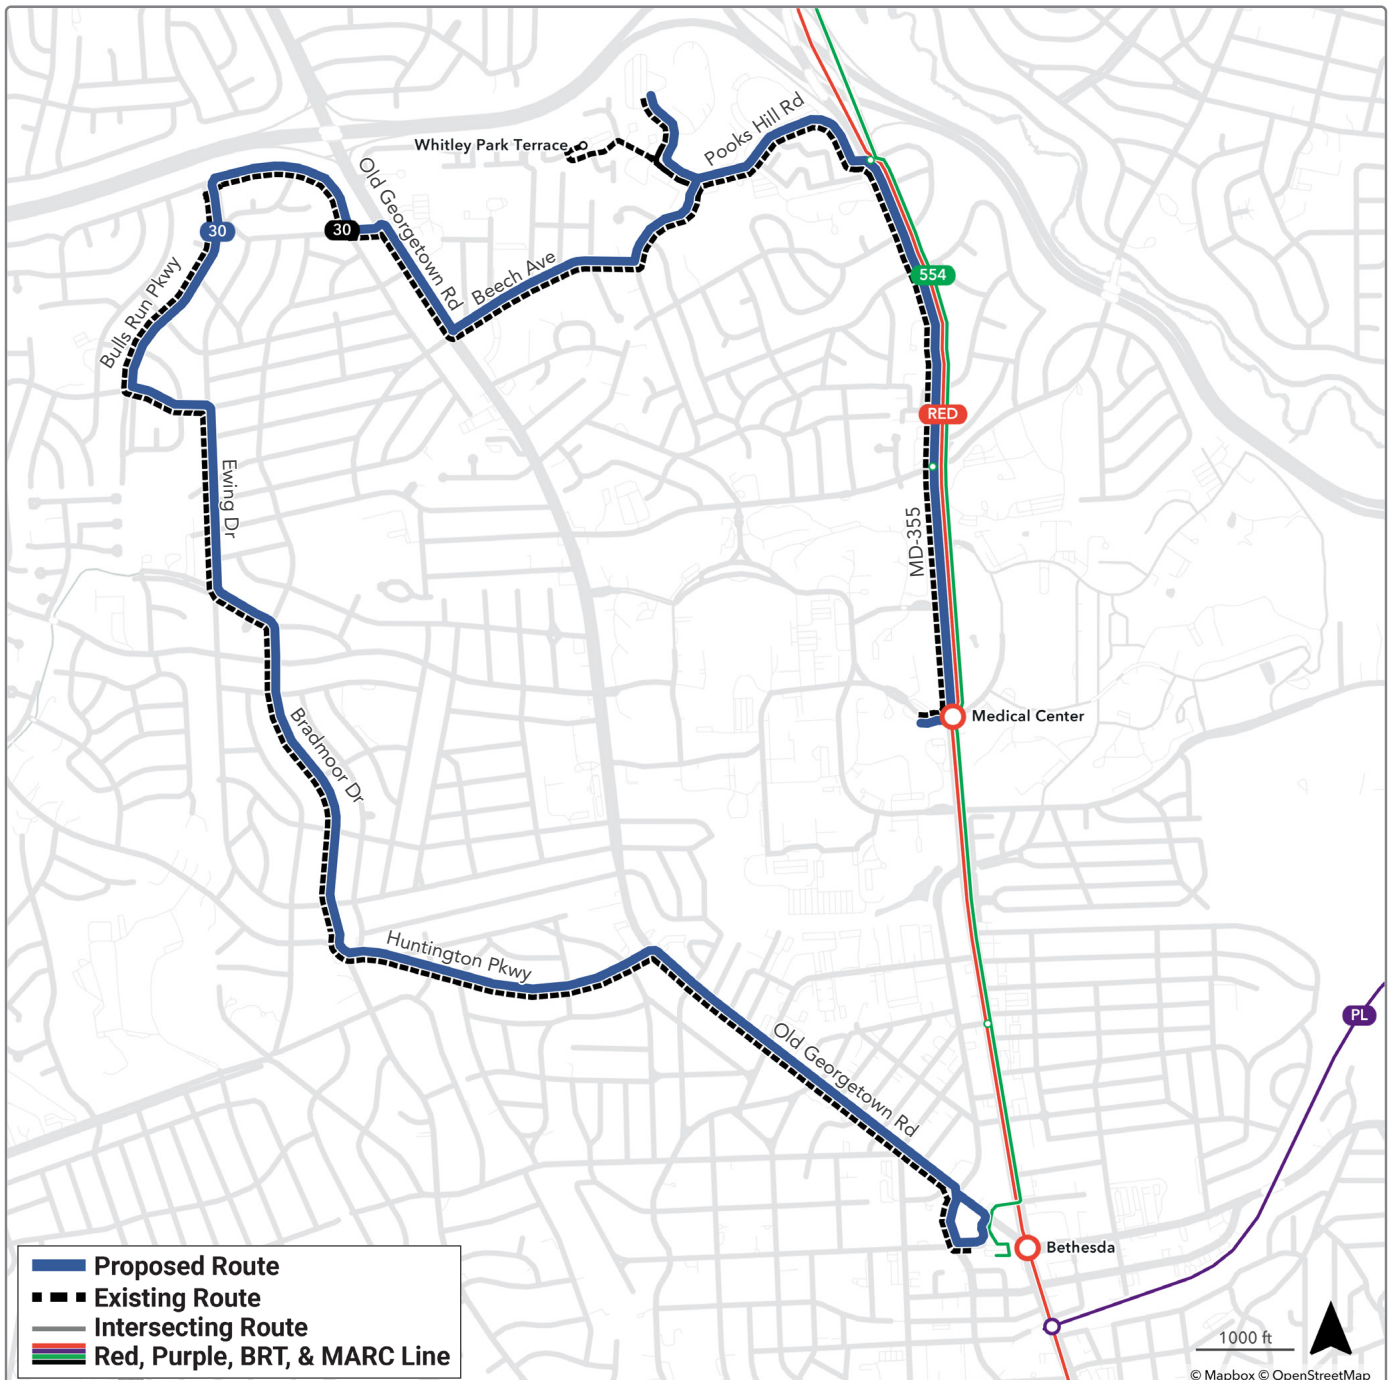 Pooks Hill Rd
Whitley Park Terrace
Old Georgetown Rd
30
30
Beech Ave
554
Bulls Run Pkwy
RED
Ewing Dr
MD-355
Medical Center
Bradmoor Dr
Huntington Pkwy
PL
Old Georgetown Rd
Bethesda
Proposed Route
Existing Route
Intersecting Route
Red, Purple, BRT, & MARC Line
1000 ft
© Mapbox © OpenStreetMap